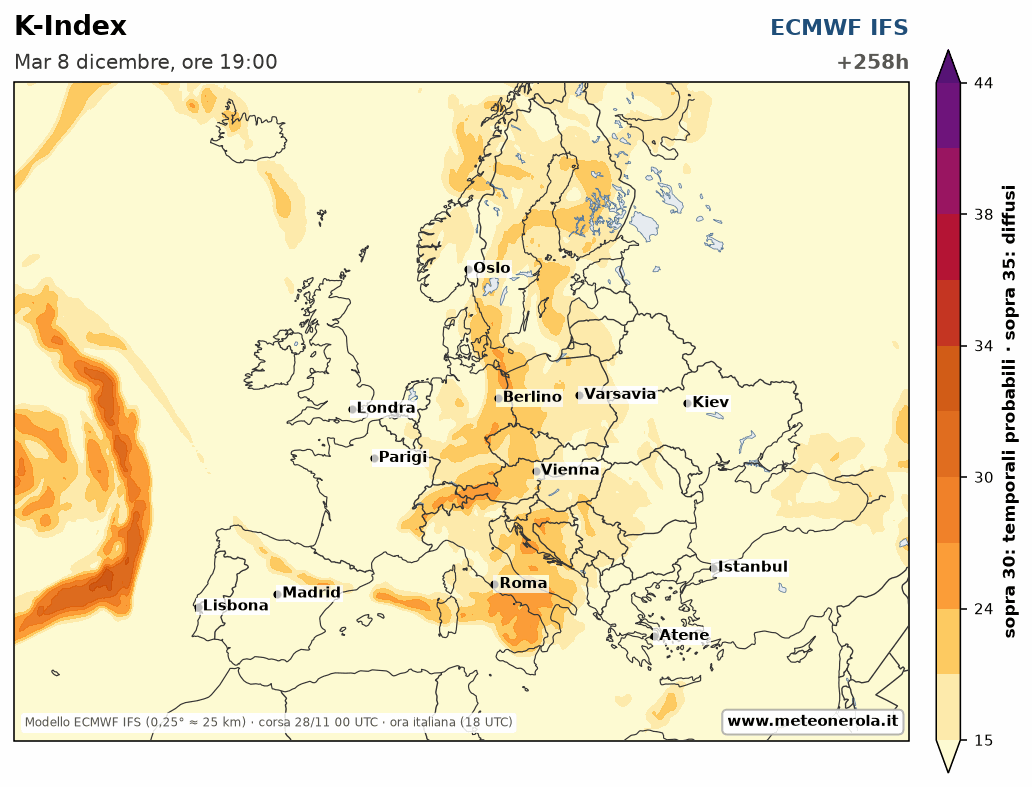 K-Index
ECMWF IFS
Mar 8 dicembre, ore 19:00
+258h
44
38
34
30
24
15
sopra 30: temporali probabili · sopra 35: diffusi
Oslo
Berlino
Varsavia
Kiev
Londra
Parigi
Vienna
Istanbul
Roma
Madrid
Lisbona
Atene
Modello ECMWF IFS (0,25° ≈ 25 km) · corsa 28/11 00 UTC · ora italiana (18 UTC)
www.meteonerola.it